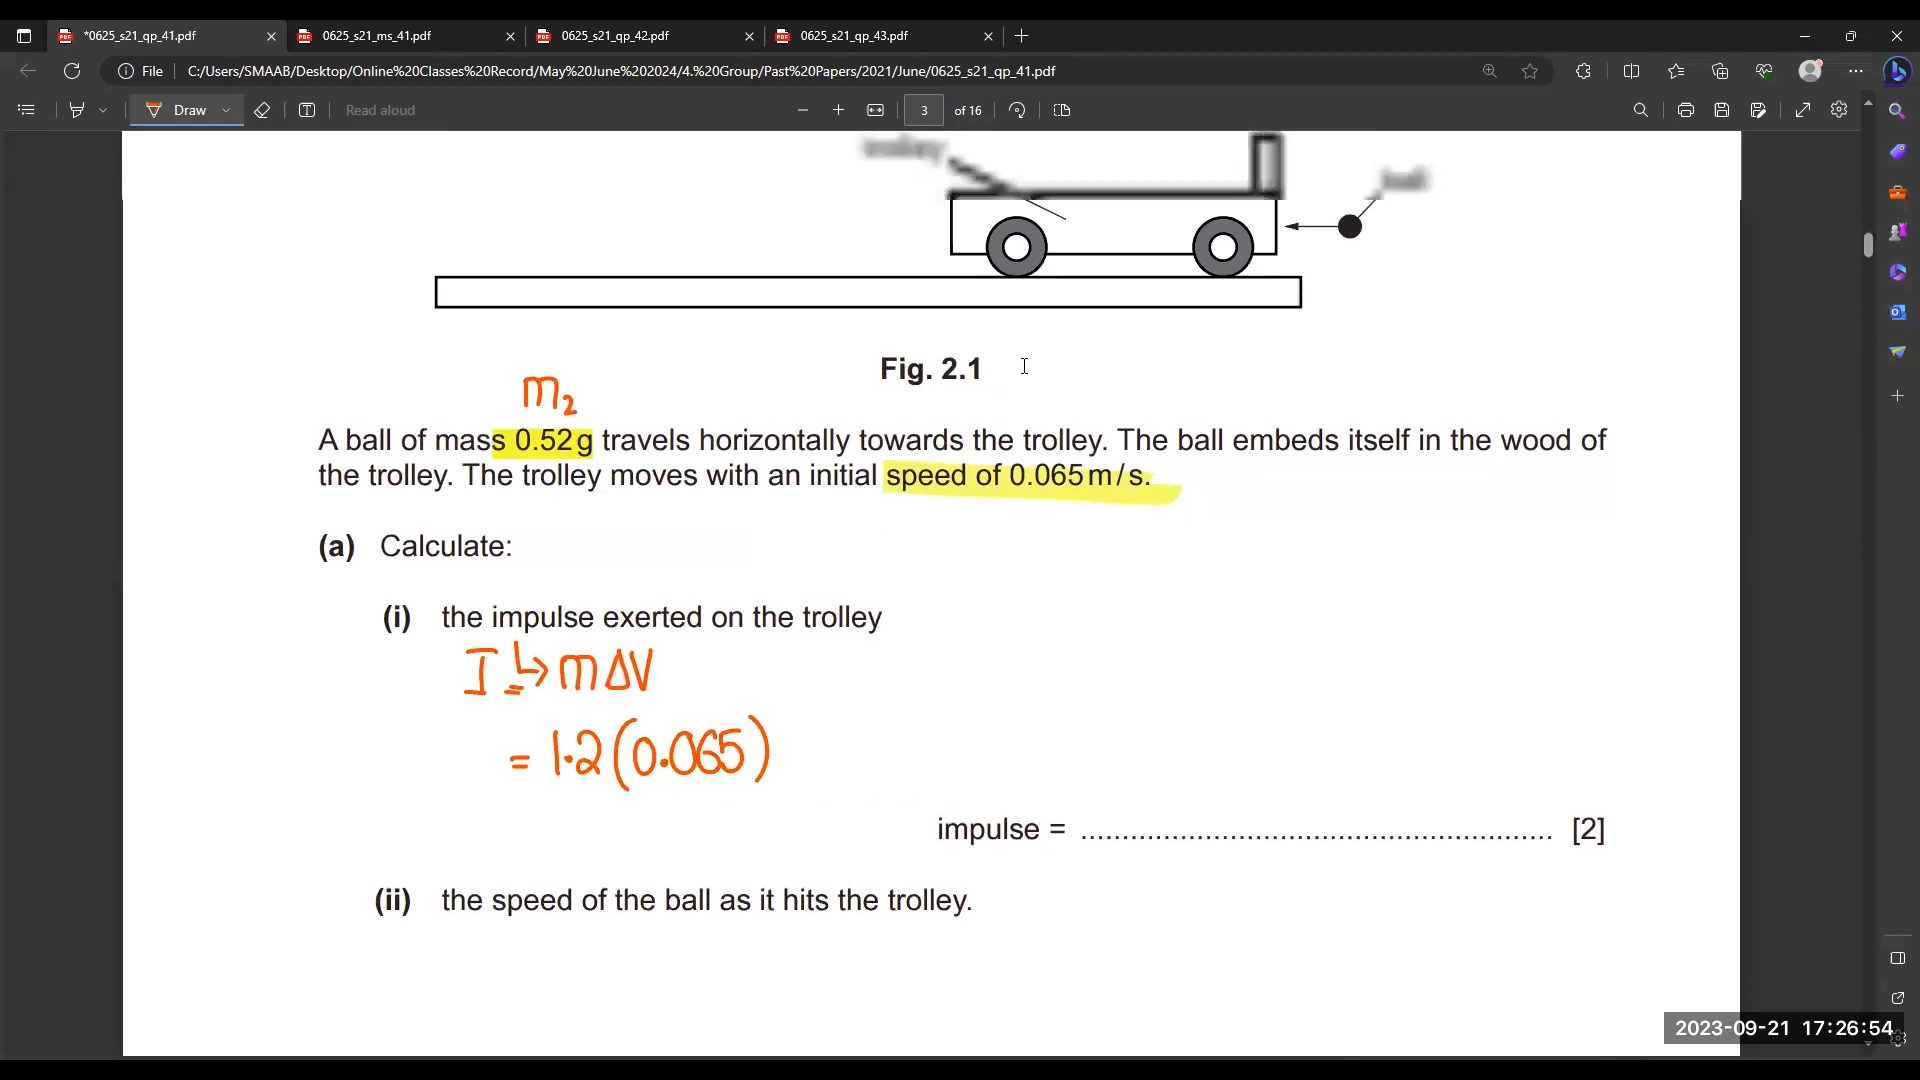 *0625_s21_qp_41.pdf
0625_s21_ms_41.pdf
0625_s21_qp_42.pdf
0625_s21_qp_43.pdf
File
C:/Users/SMAAB/Desktop/Online%20Classes%20Record/May%20June%202024/4.%20Group/Past%20Papers/2021/June/0625_s21_qp_41.pdf
Draw
Read aloud
3 of 16
trolley
ball
Fig. 2.1
m2
A ball of mass 0.52 g travels horizontally towards the trolley. The ball embeds itself in the wood of
the trolley. The trolley moves with an initial speed of 0.065 m / s.
(a) Calculate:
(i) the impulse exerted on the trolley
I = ↳ m ΔV
= 1.2 (0.065)
impulse = ........................................................ [2]
(ii) the speed of the ball as it hits the trolley.
2023-09-21 17:26:54